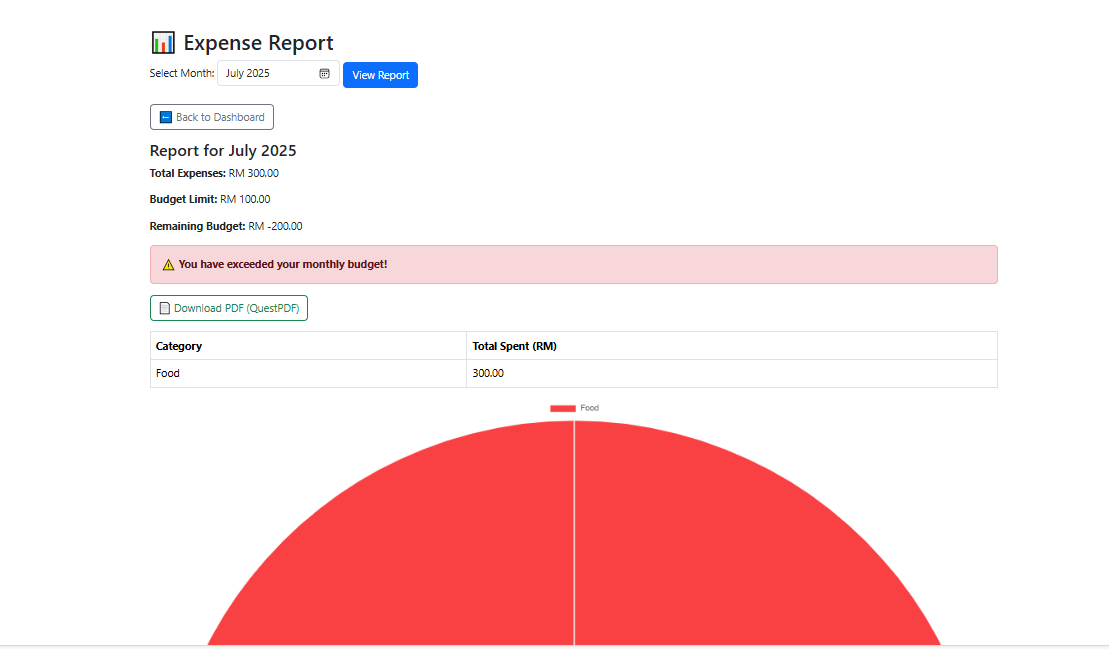 Expense Report
Select Month: July 2025 View Report
Back to Dashboard
Report for July 2025
Total Expenses: RM 300.00
Budget Limit: RM 100.00
Remaining Budget: RM -200.00
You have exceeded your monthly budget!
Download PDF (QuestPDF)
Category Total Spent (RM)
Food 300.00
Food